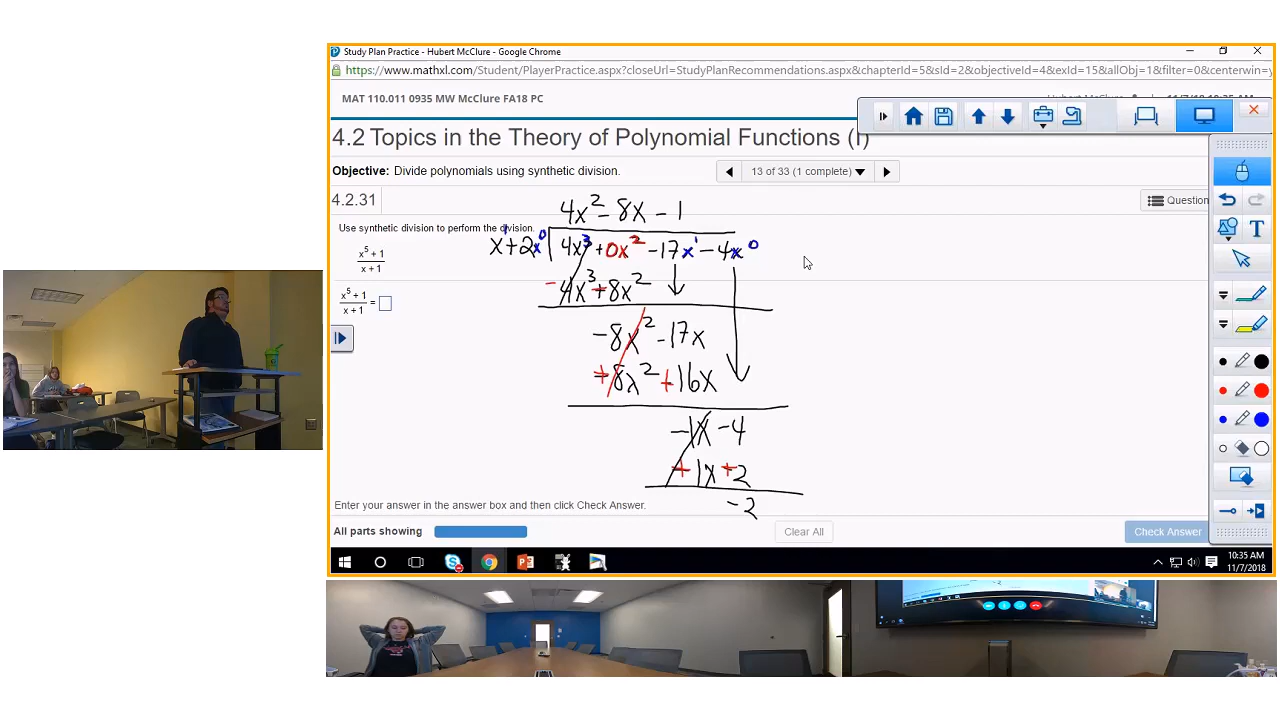 Study Plan Practice - Hubert McClure - Google Chrome
https://www.mathxl.com/Student/PlayerPractice.aspx?closeUrl=StudyPlanRecommendations.aspx&chapterId=5&sId=2&objectiveId=4&exId=15&allObj=1&filter=0&centerwin=y
MAT 110.011 0935 MW McClure FA18 PC
4.2 Topics in the Theory of Polynomial Functions (I)
Objective: Divide polynomials using synthetic division.
13 of 33 (1 complete)
4.2.31
Question
4x² - 8x - 1
Use synthetic division to perform the division.
x¹+2x⁰ 4x³ + 0x² - 17x¹ - 4x⁰
x⁵ + 1
x + 1
- 4x³ + 8x²
x⁵ + 1
x + 1
=
-8x² - 17x
+ 8x² + 16x
-1x - 4
+ 1x + 2
-2
Enter your answer in the answer box and then click Check Answer.
All parts showing
Clear All
Check Answer
10:35 AM
11/7/2018
T